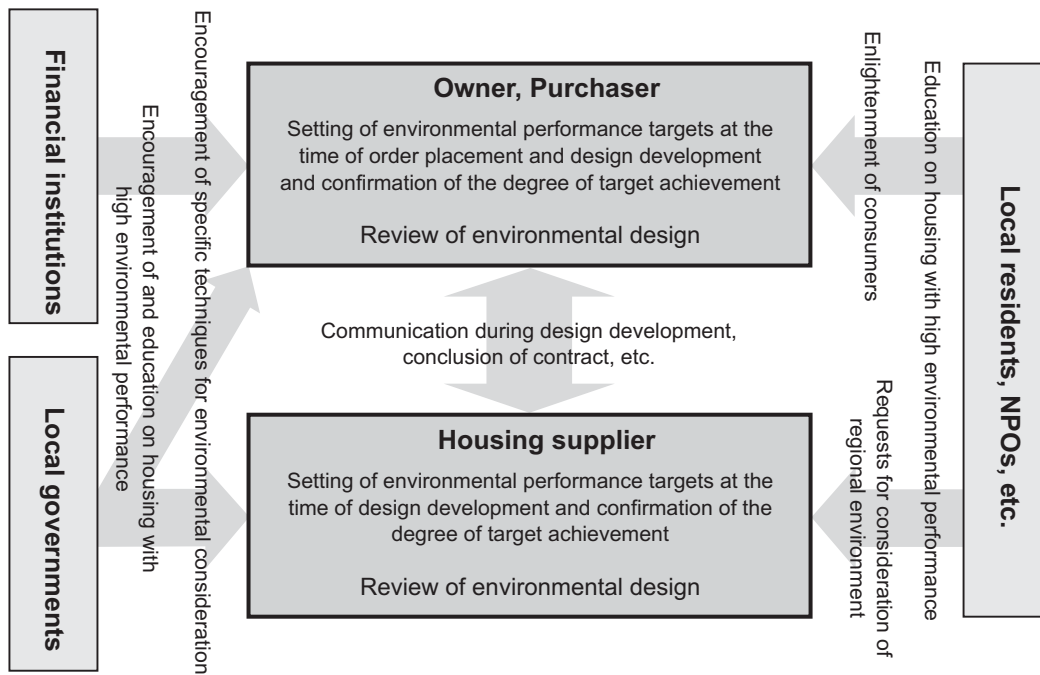 Financial institutions
Local governments
Encouragement of and education on housing with
high environmental performance
Encouragement of specific techniques for environmental consideration
Owner, Purchaser
Setting of environmental performance targets at the
time of order placement and design development
and confirmation of the degree of target achievement
Review of environmental design
Communication during design development,
conclusion of contract, etc.
Housing supplier
Setting of environmental performance targets at the
time of design development and confirmation of the
degree of target achievement
Review of environmental design
Enlightenment of consumers
Education on housing with high environmental performance
Requests for consideration of
regional environment
Local residents, NPOs, etc.